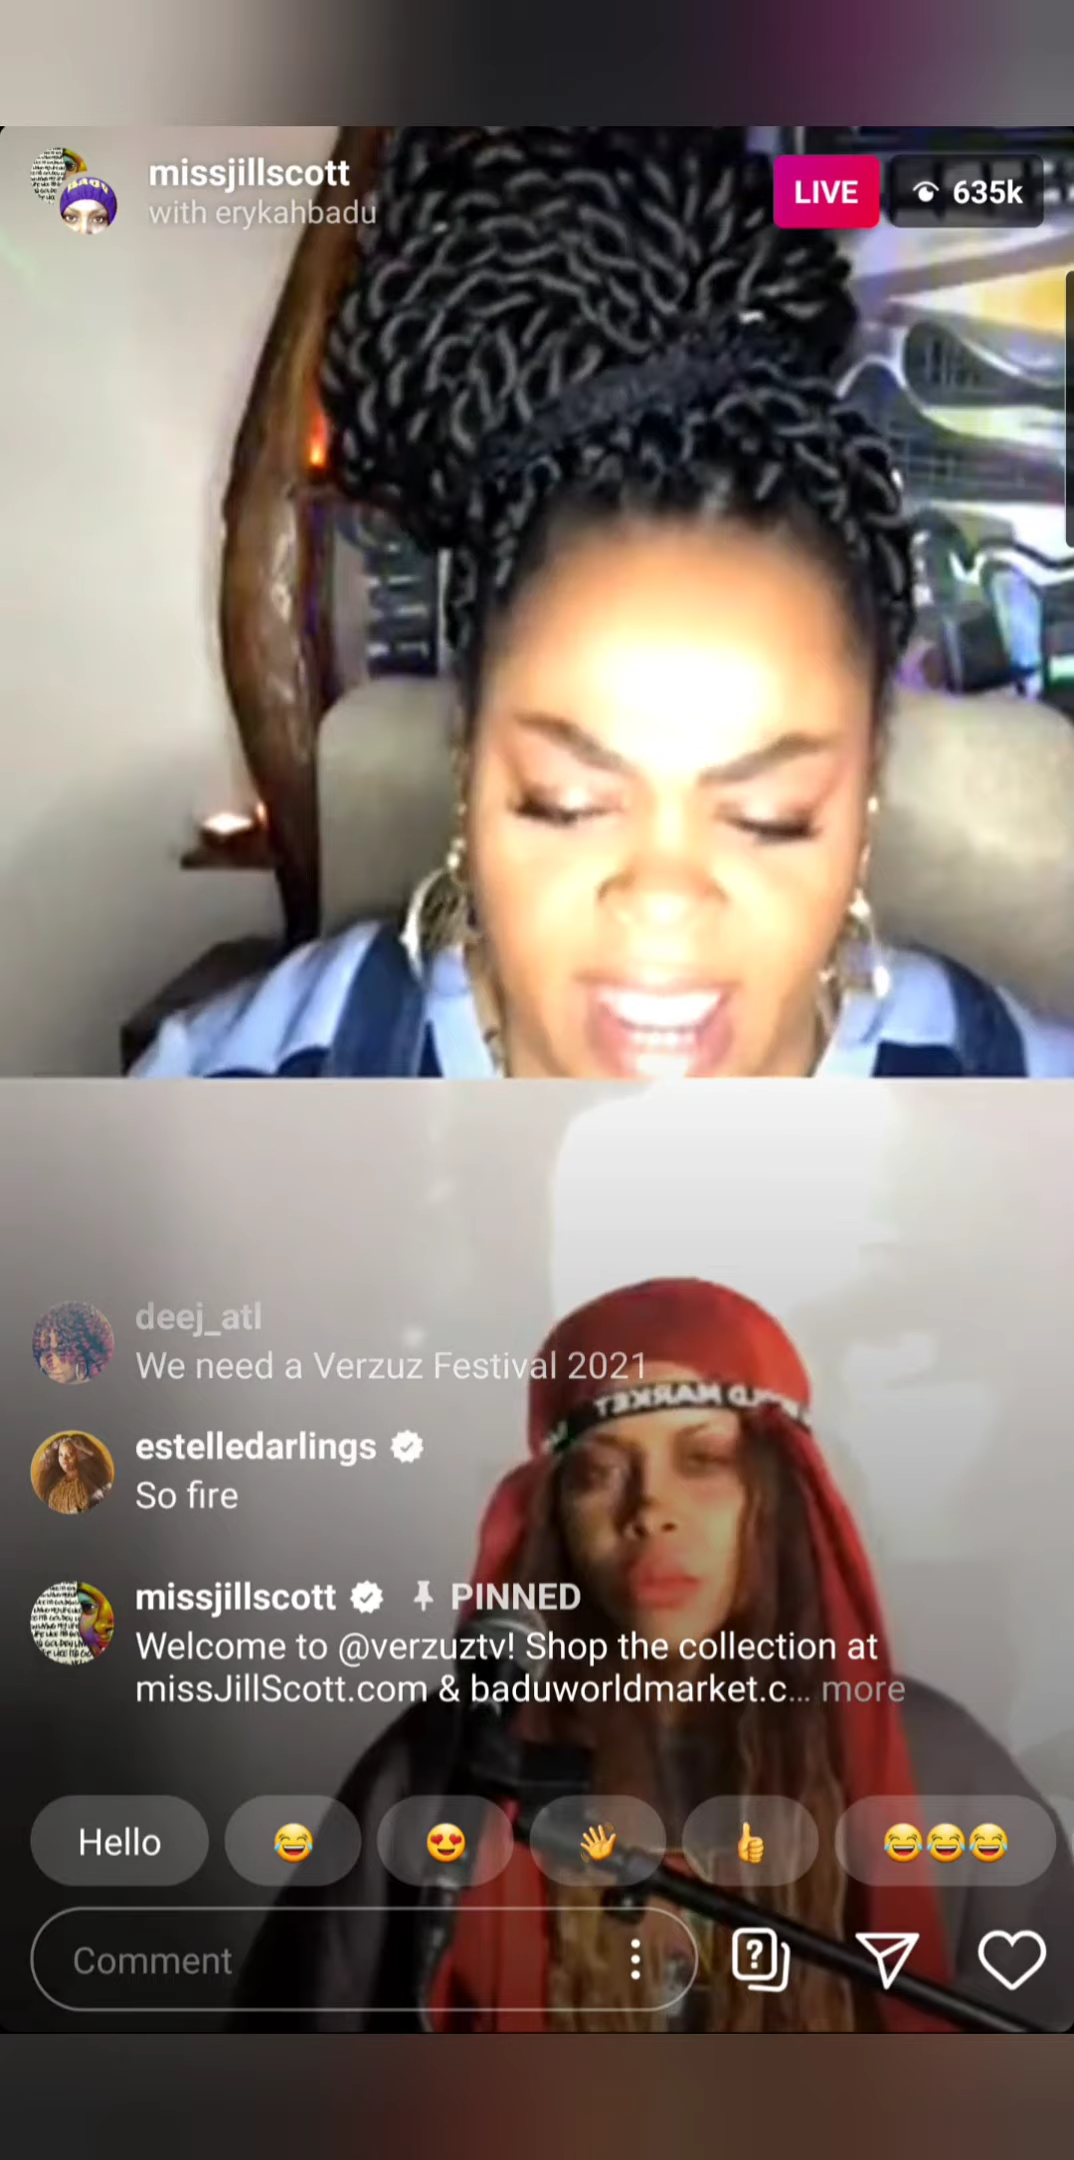 missjillscott
with erykahbadu
LIVE
635k
deej_atl
We need a Verzuz Festival 2021
MARKET
estelledarlings
So fire
missjillscott PINNED
Welcome to @verzuztv! Shop the collection at
missJillScott.com & baduworldmarket.c... more
Hello
Comment